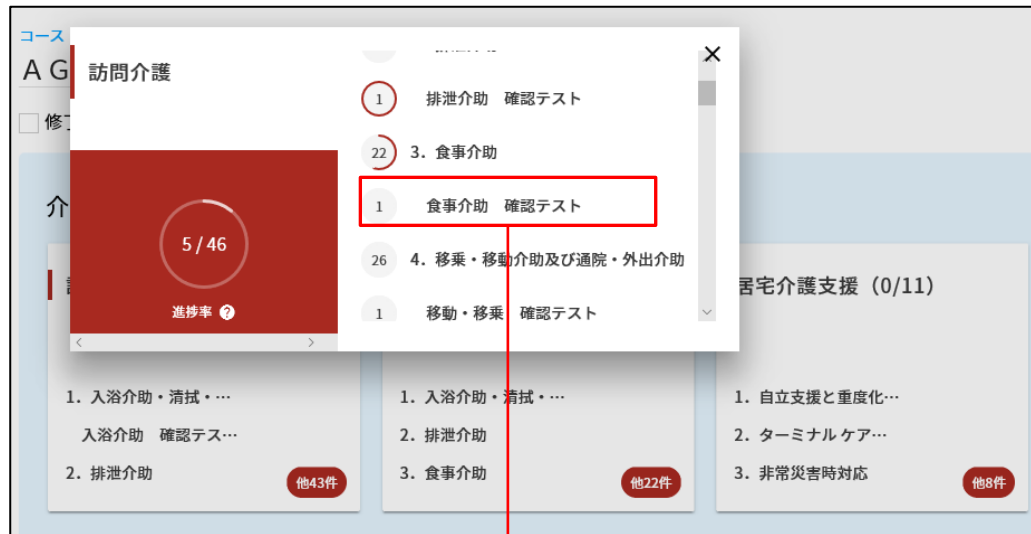 コース
A G
修了
訪問介護
1 排泄介助 確認テスト
22 3. 食事介助
1 食事介助 確認テスト
26 4. 移乗・移動介助及び通院・外出介助
1 移動・移乗 確認テスト
5 / 46
進捗率 ?
介
居宅介護支援（0/11）
1. 入浴介助・清拭・…
入浴介助 確認テス…
2. 排泄介助
他43件
1. 入浴介助・清拭・…
2. 排泄介助
3. 食事介助
他22件
1. 自立支援と重度化…
2. ターミナル ケア…
3. 非常災害時対応
他8件